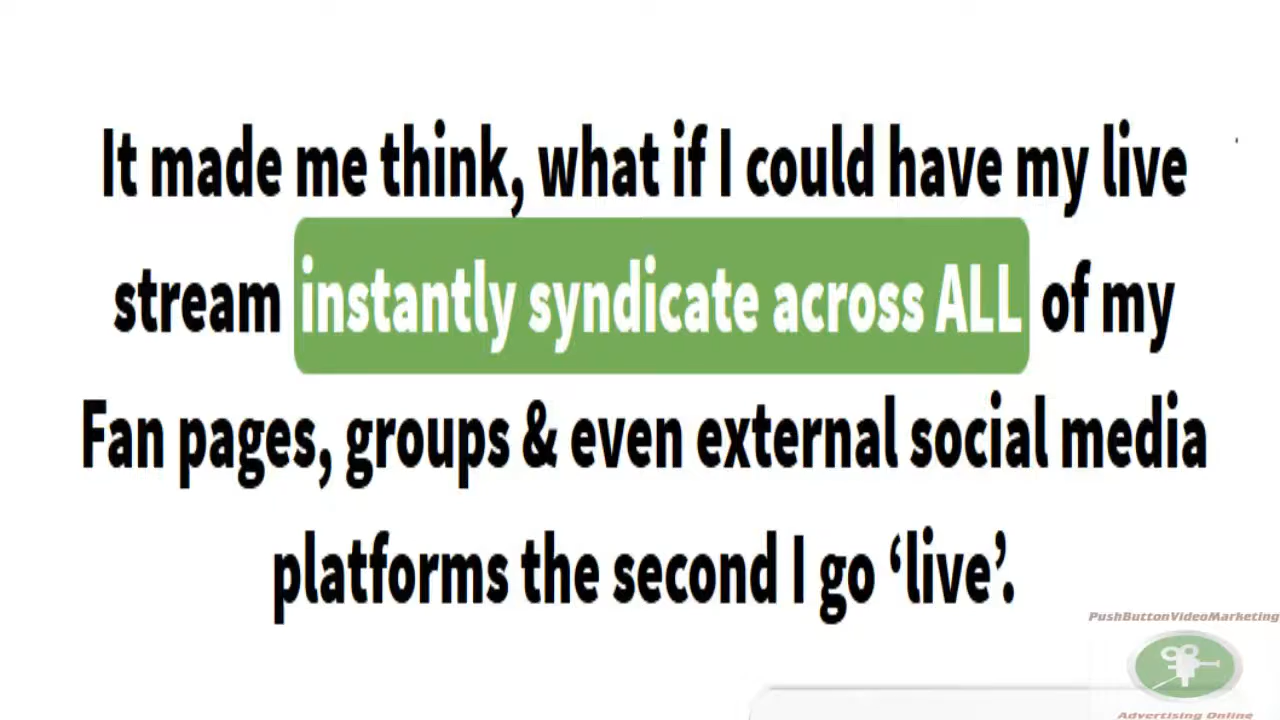 It made me think, what if I could have my live
stream instantly syndicate across ALL of my
Fan pages, groups & even external social media
platforms the second I go ‘live’.
PushButtonVideoMarketing
Advertising Online